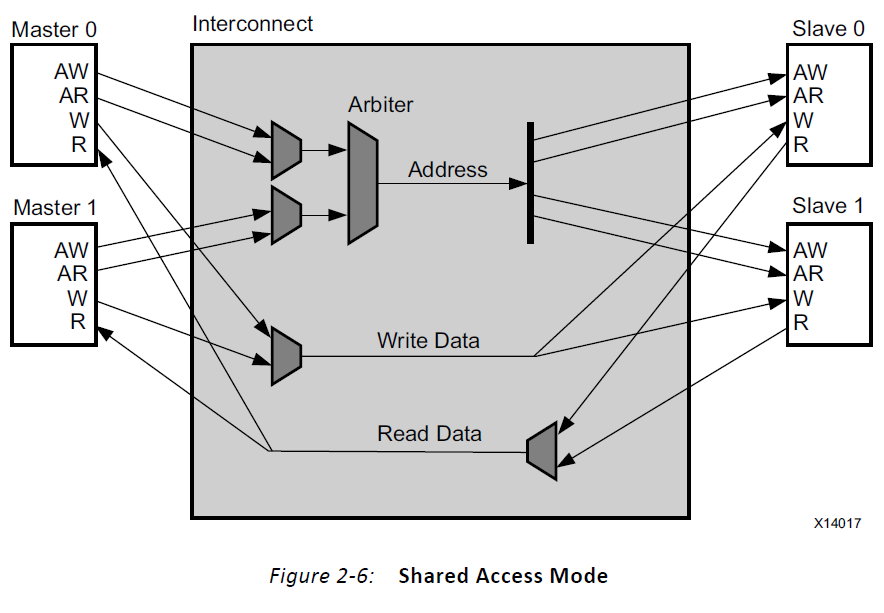 Interconnect
Master 0
AW
AR
W
R
Master 1
AW
AR
W
R
Arbiter
Address
Write Data
Read Data
Slave 0
AW
AR
W
R
Slave 1
AW
AR
W
R
X14017
Figure 2-6: Shared Access Mode